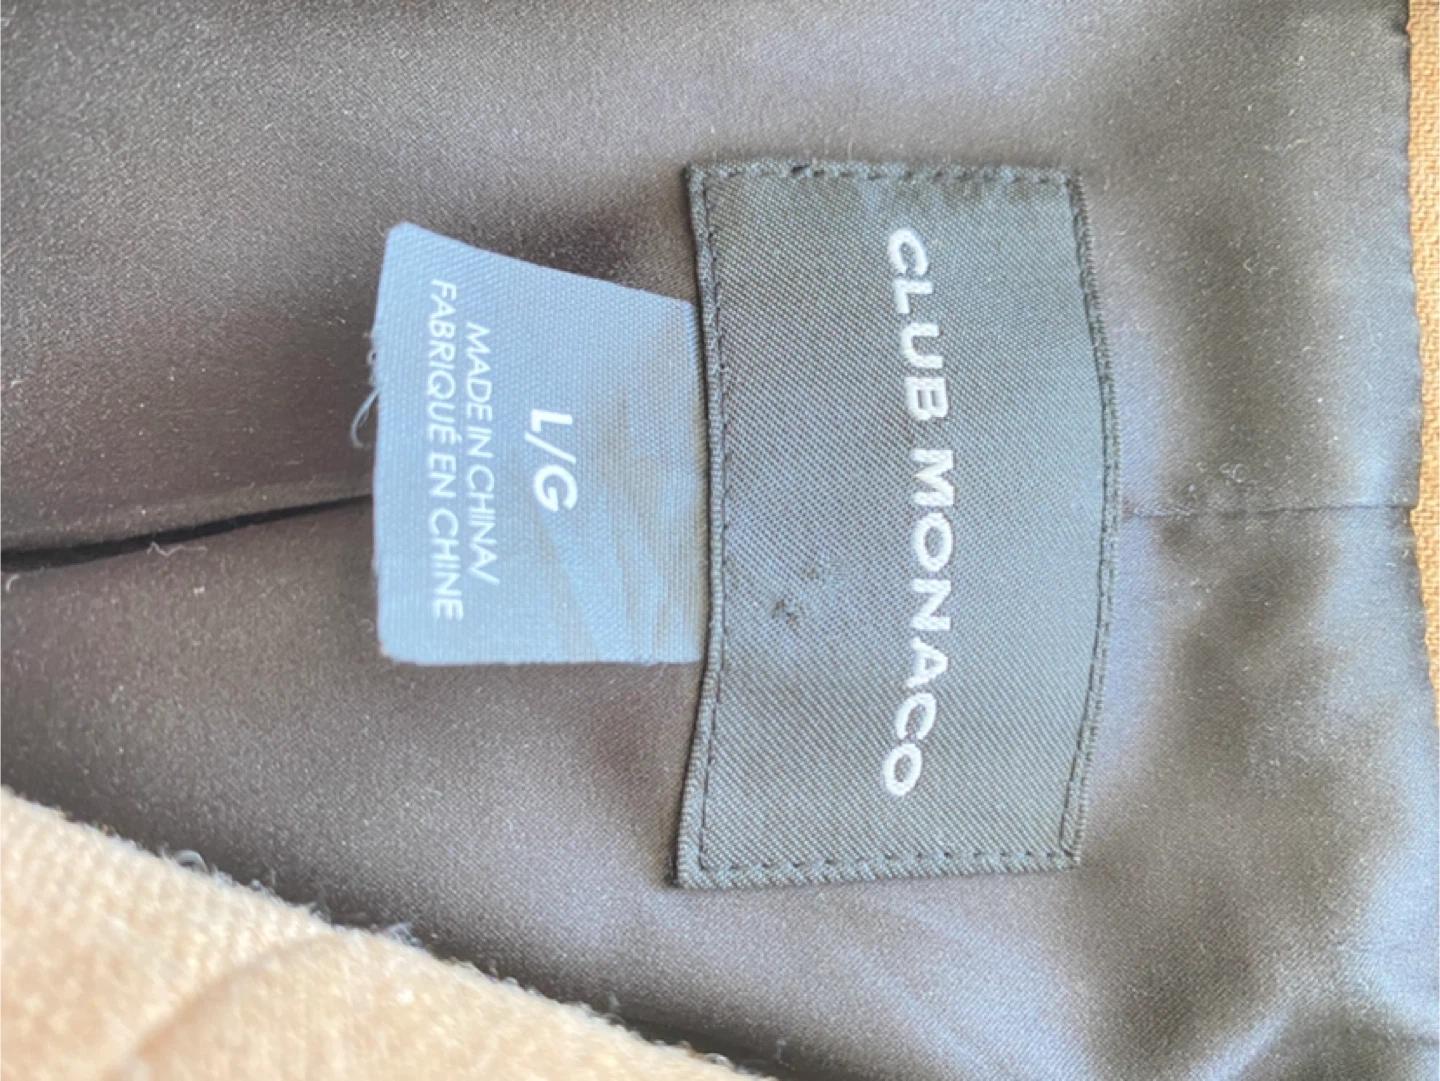 CLUB MONACO
L/G
MADE IN CHINA/
FABRIQUÉ EN CHINE